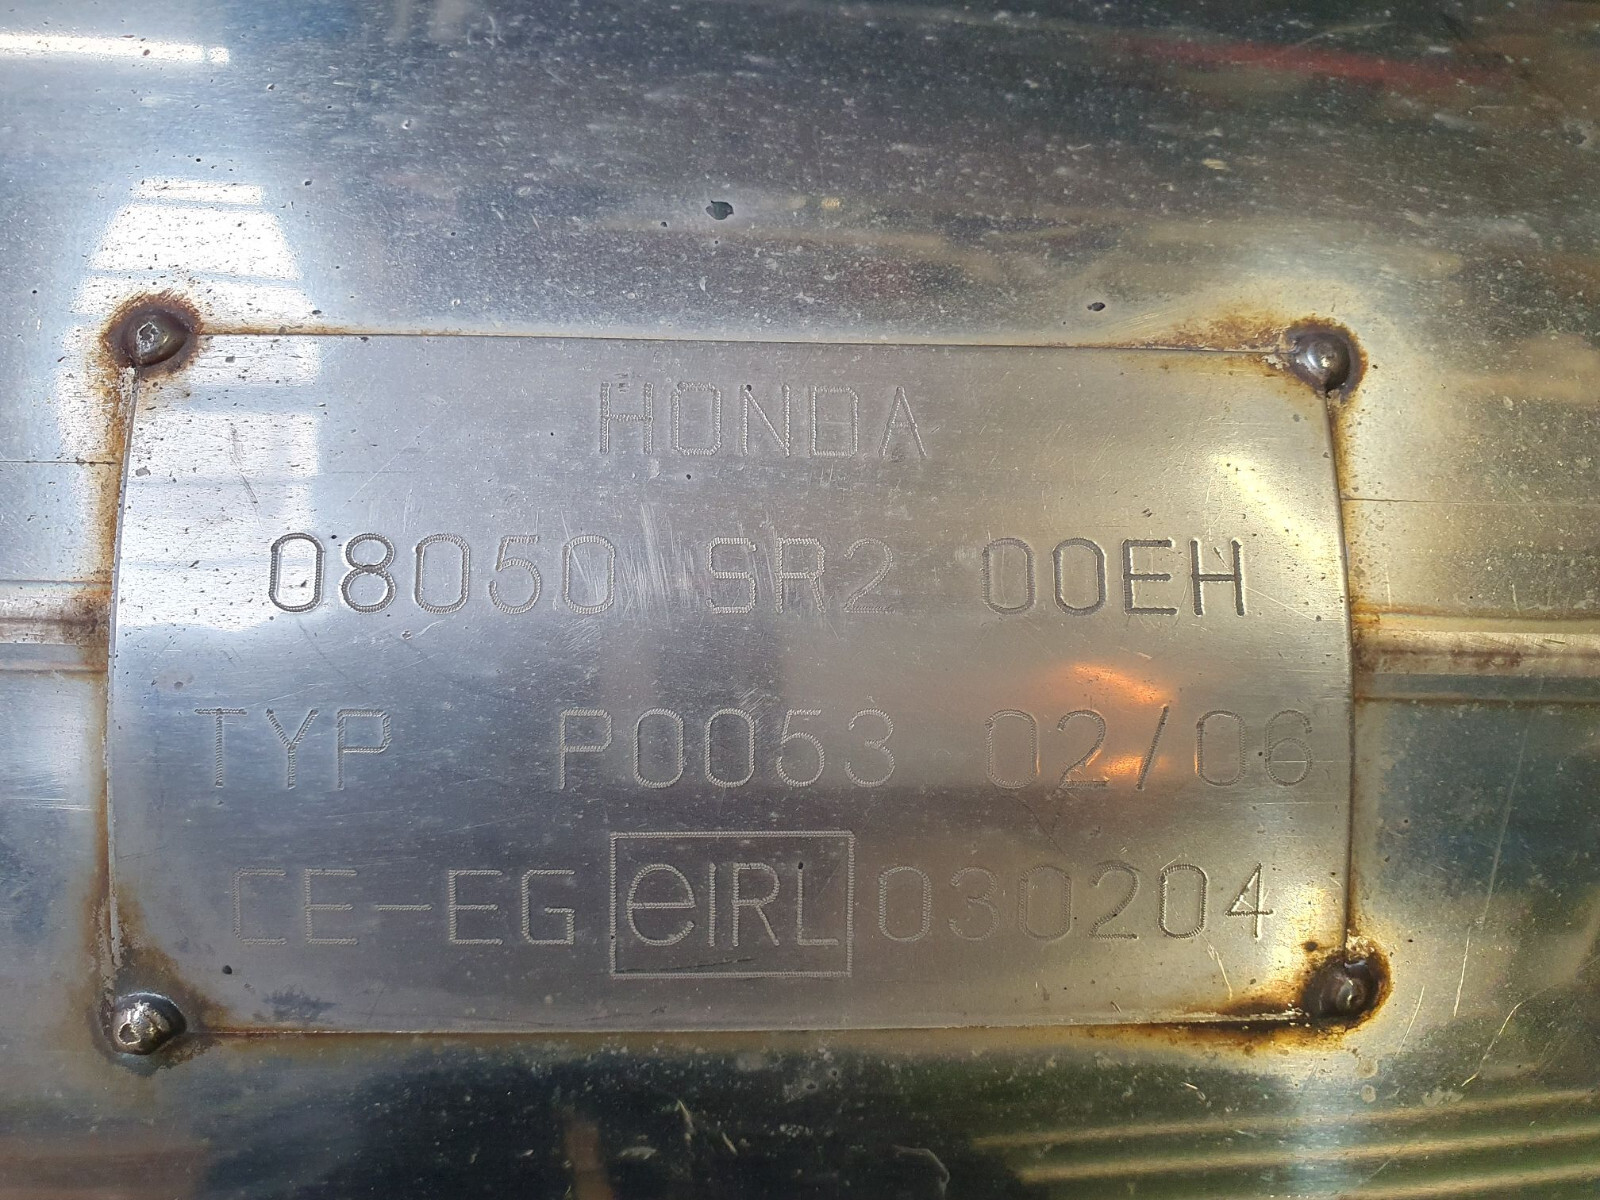 HONDA
08050 SR2 00EH
TYP P0053 02/06
CE-EG eIRL 030204